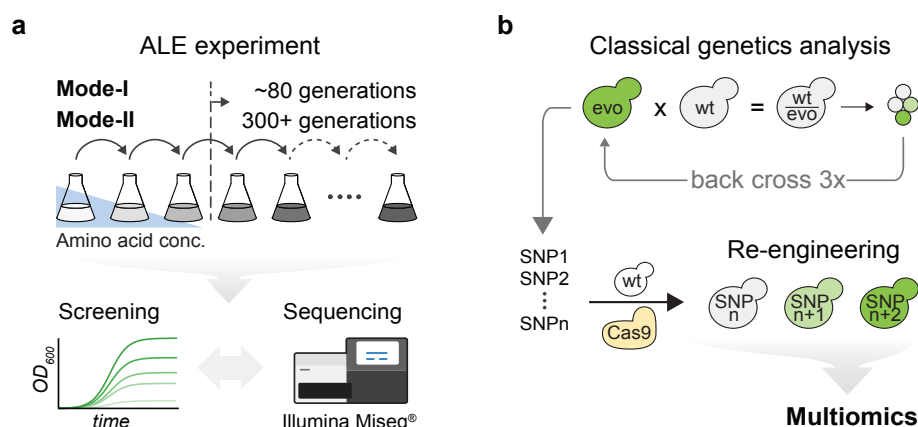 a
ALE experiment
Mode-I
~80 generations
Mode-II
300+ generations
Amino acid conc.
Screening
Sequencing
OD600
time
Illumina Miseq®
b
Classical genetics analysis
evo x wt = wt
evo
back cross 3x
SNP1
SNP2
SNPn
wt
Cas9
Re-engineering
SNP
n
SNP
n+1
SNP
n+2
Multiomics